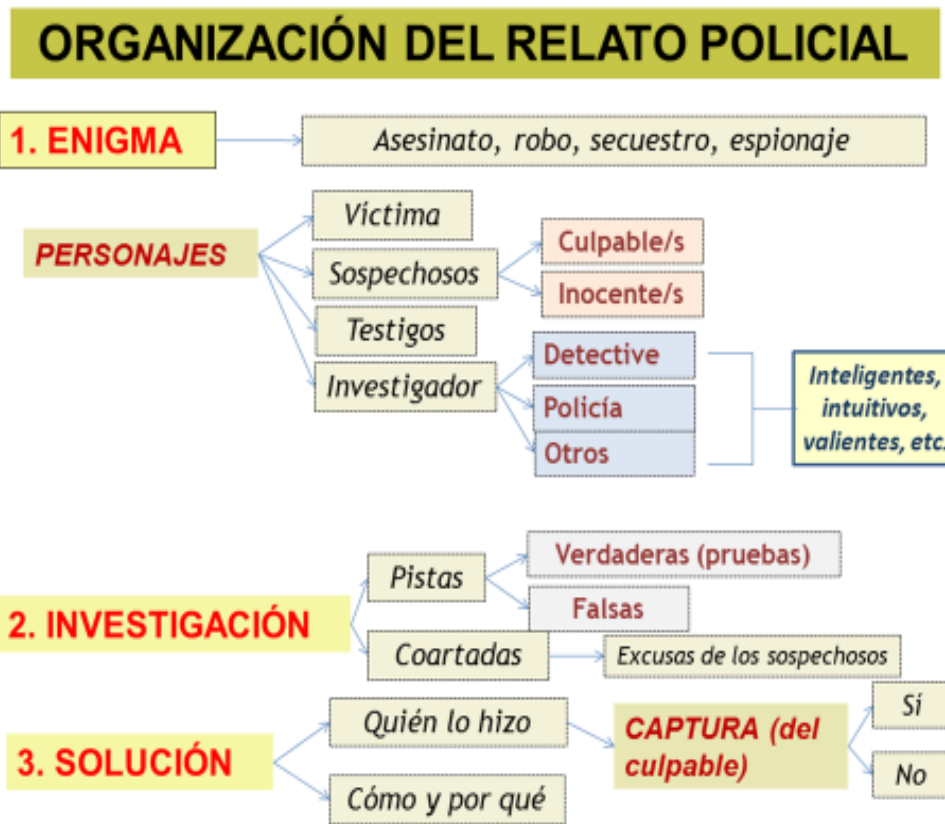 ORGANIZACIÓN DEL RELATO POLICIAL
1. ENIGMA
Asesinato, robo, secuestro, espionaje
PERSONAJES
Víctima
Sospechosos
Culpable/s
Inocente/s
Testigos
Investigador
Detective
Policía
Otros
Inteligentes,
intuitivos,
valientes, etc.
2. INVESTIGACIÓN
Pistas
Verdaderas (pruebas)
Falsas
Coartadas
Excusas de los sospechosos
3. SOLUCIÓN
Quién lo hizo
CAPTURA (del
culpable)
Sí
No
Cómo y por qué